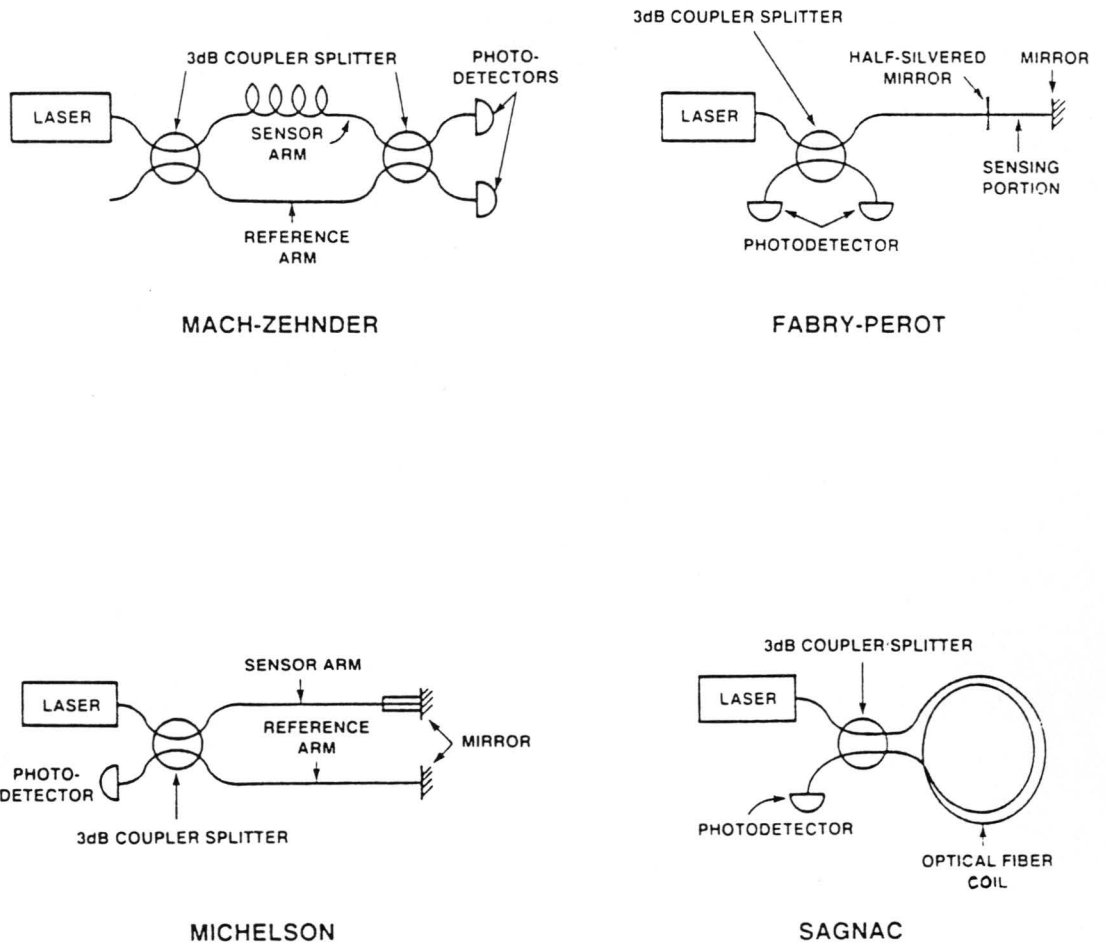 3dB COUPLER SPLITTER
PHOTO-
DETECTORS
LASER
SENSOR
ARM
REFERENCE
ARM
MACH-ZEHNDER
3dB COUPLER SPLITTER
HALF-SILVERED
MIRROR
MIRROR
LASER
SENSING
PORTION
PHOTODETECTOR
FABRY-PEROT
SENSOR ARM
LASER
REFERENCE
ARM
MIRROR
PHOTO-
DETECTOR
3dB COUPLER SPLITTER
MICHELSON
3dB COUPLER SPLITTER
LASER
PHOTODETECTOR
OPTICAL FIBER
COIL
SAGNAC